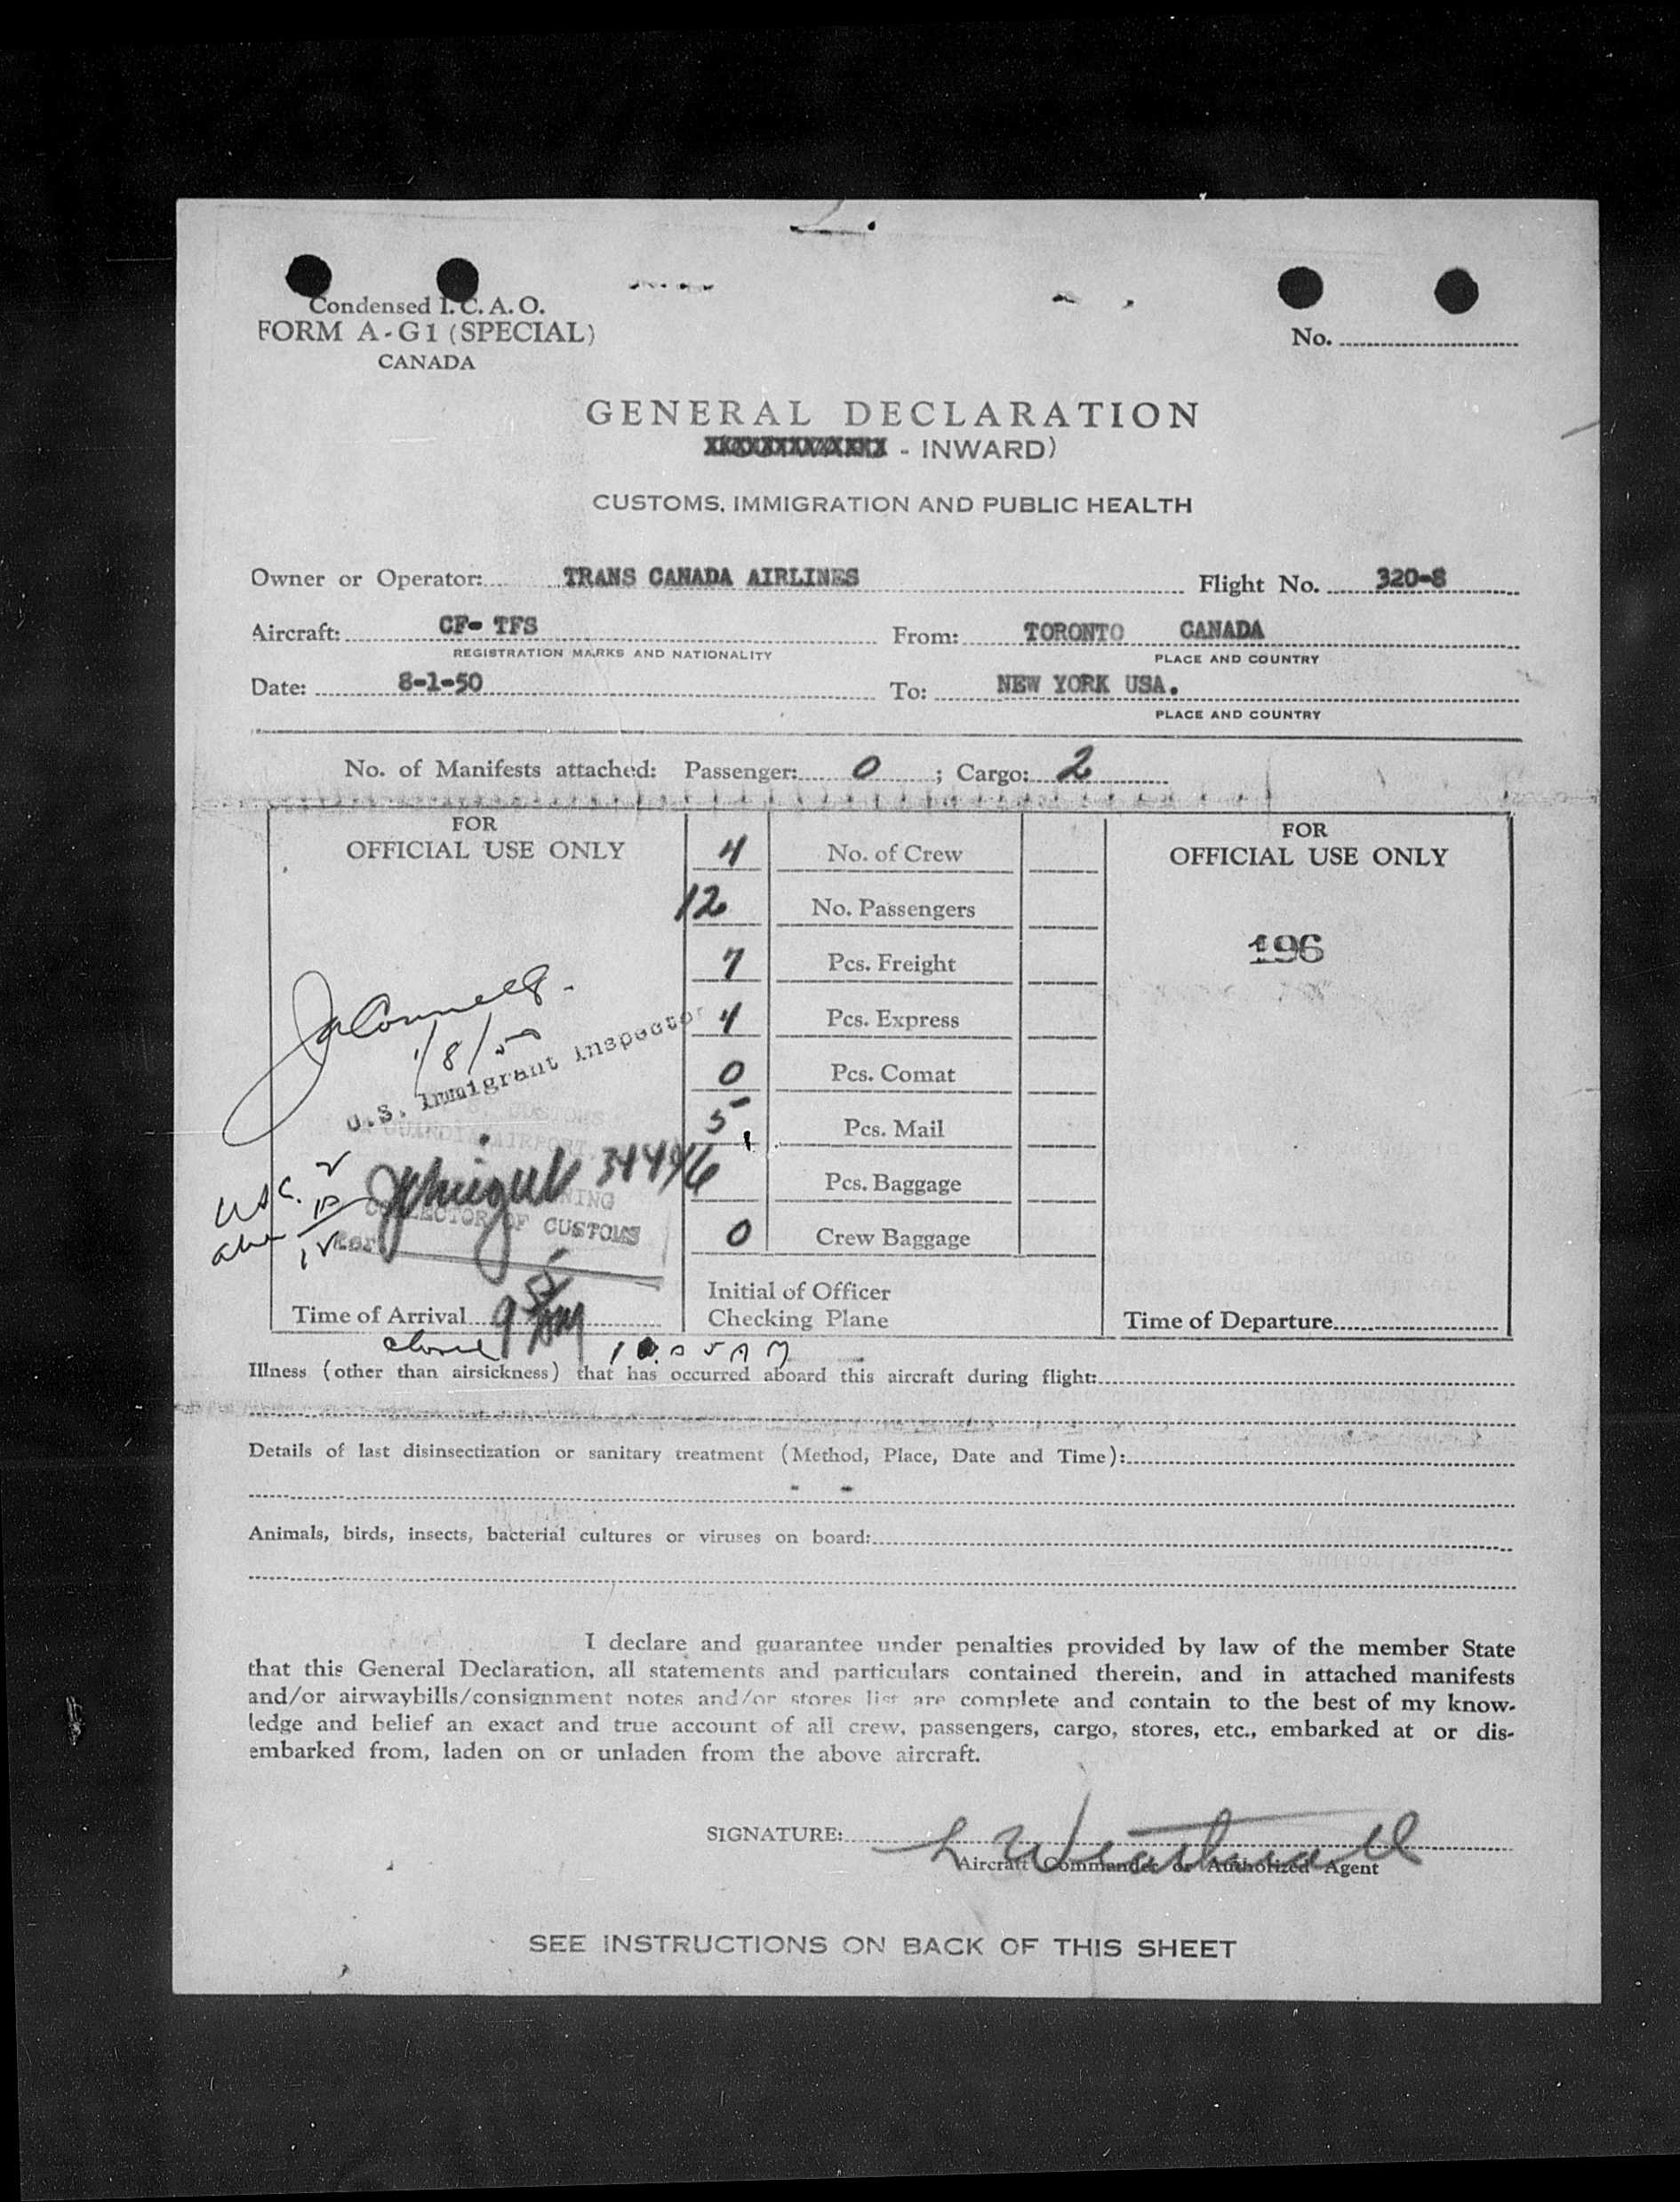 Condensed I.C.A.O.
FORM A-G1 (SPECIAL)
CANADA
No.
GENERAL DECLARATION
- INWARD)
CUSTOMS, IMMIGRATION AND PUBLIC HEALTH
Owner or Operator: TRANS CANADA AIRLINES Flight No. 320-8
Aircraft: CF- TFS From: TORONTO CANADA
REGISTRATION MARKS AND NATIONALITY PLACE AND COUNTRY
Date: 8-1-50 To: NEW YORK USA.
PLACE AND COUNTRY
No. of Manifests attached: Passenger: 0 ; Cargo: 2
FOR
OFFICIAL USE ONLY
1/8/50
U.S. Immigrant Inspector
COLLECTOR OF CUSTOMS
Time of Arrival 9 55 AM
4 No. of Crew
12 No. Passengers
7 Pcs. Freight
4 Pcs. Express
0 Pcs. Comat
5 Pcs. Mail
Pcs. Baggage
0 Crew Baggage
Initial of Officer
Checking Plane
FOR
OFFICIAL USE ONLY
196
Time of Departure
Illness (other than airsickness) that has occurred aboard this aircraft during flight:
Details of last disinsectization or sanitary treatment (Method, Place, Date and Time):
Animals, birds, insects, bacterial cultures or viruses on board:
I declare and guarantee under penalties provided by law of the member State
that this General Declaration, all statements and particulars contained therein, and in attached manifests
and/or airwaybills/consignment notes and/or stores list are complete and contain to the best of my know-
ledge and belief an exact and true account of all crew, passengers, cargo, stores, etc., embarked at or dis-
embarked from, laden on or unladen from the above aircraft.
SIGNATURE:
Aircraft Commander or Authorized Agent
SEE INSTRUCTIONS ON BACK OF THIS SHEET